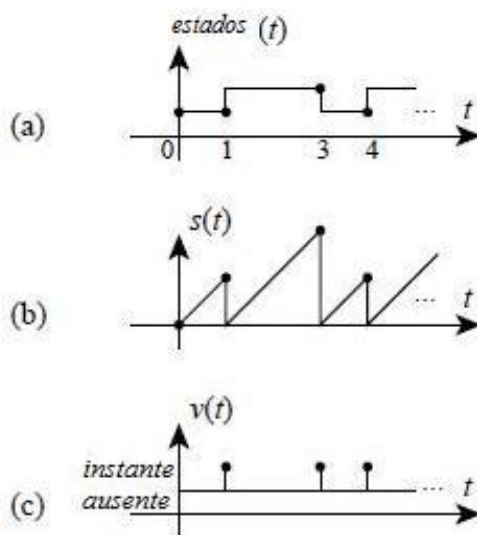 estados (t)
(a)
... t
0 1 3 4
s(t)
(b)
... t
v(t)
instante
ausente
(c)
... t